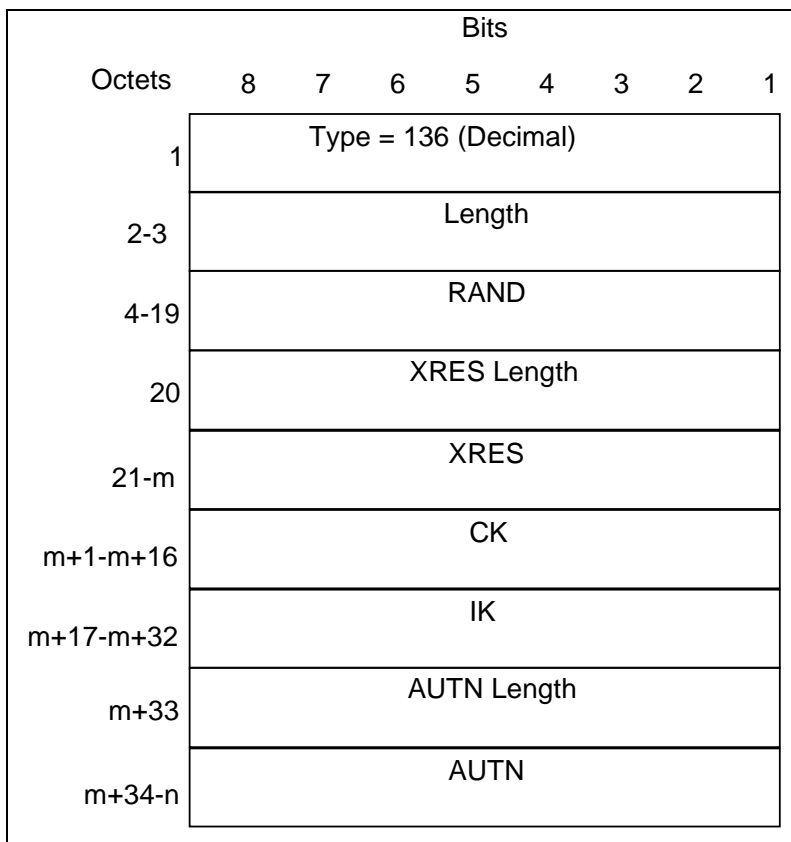 Bits
Octets 8 7 6 5 4 3 2 1
1 Type = 136 (Decimal)
2-3 Length
4-19 RAND
20 XRES Length
21-m XRES
m+1-m+16 CK
m+17-m+32 IK
m+33 AUTN Length
m+34-n AUTN